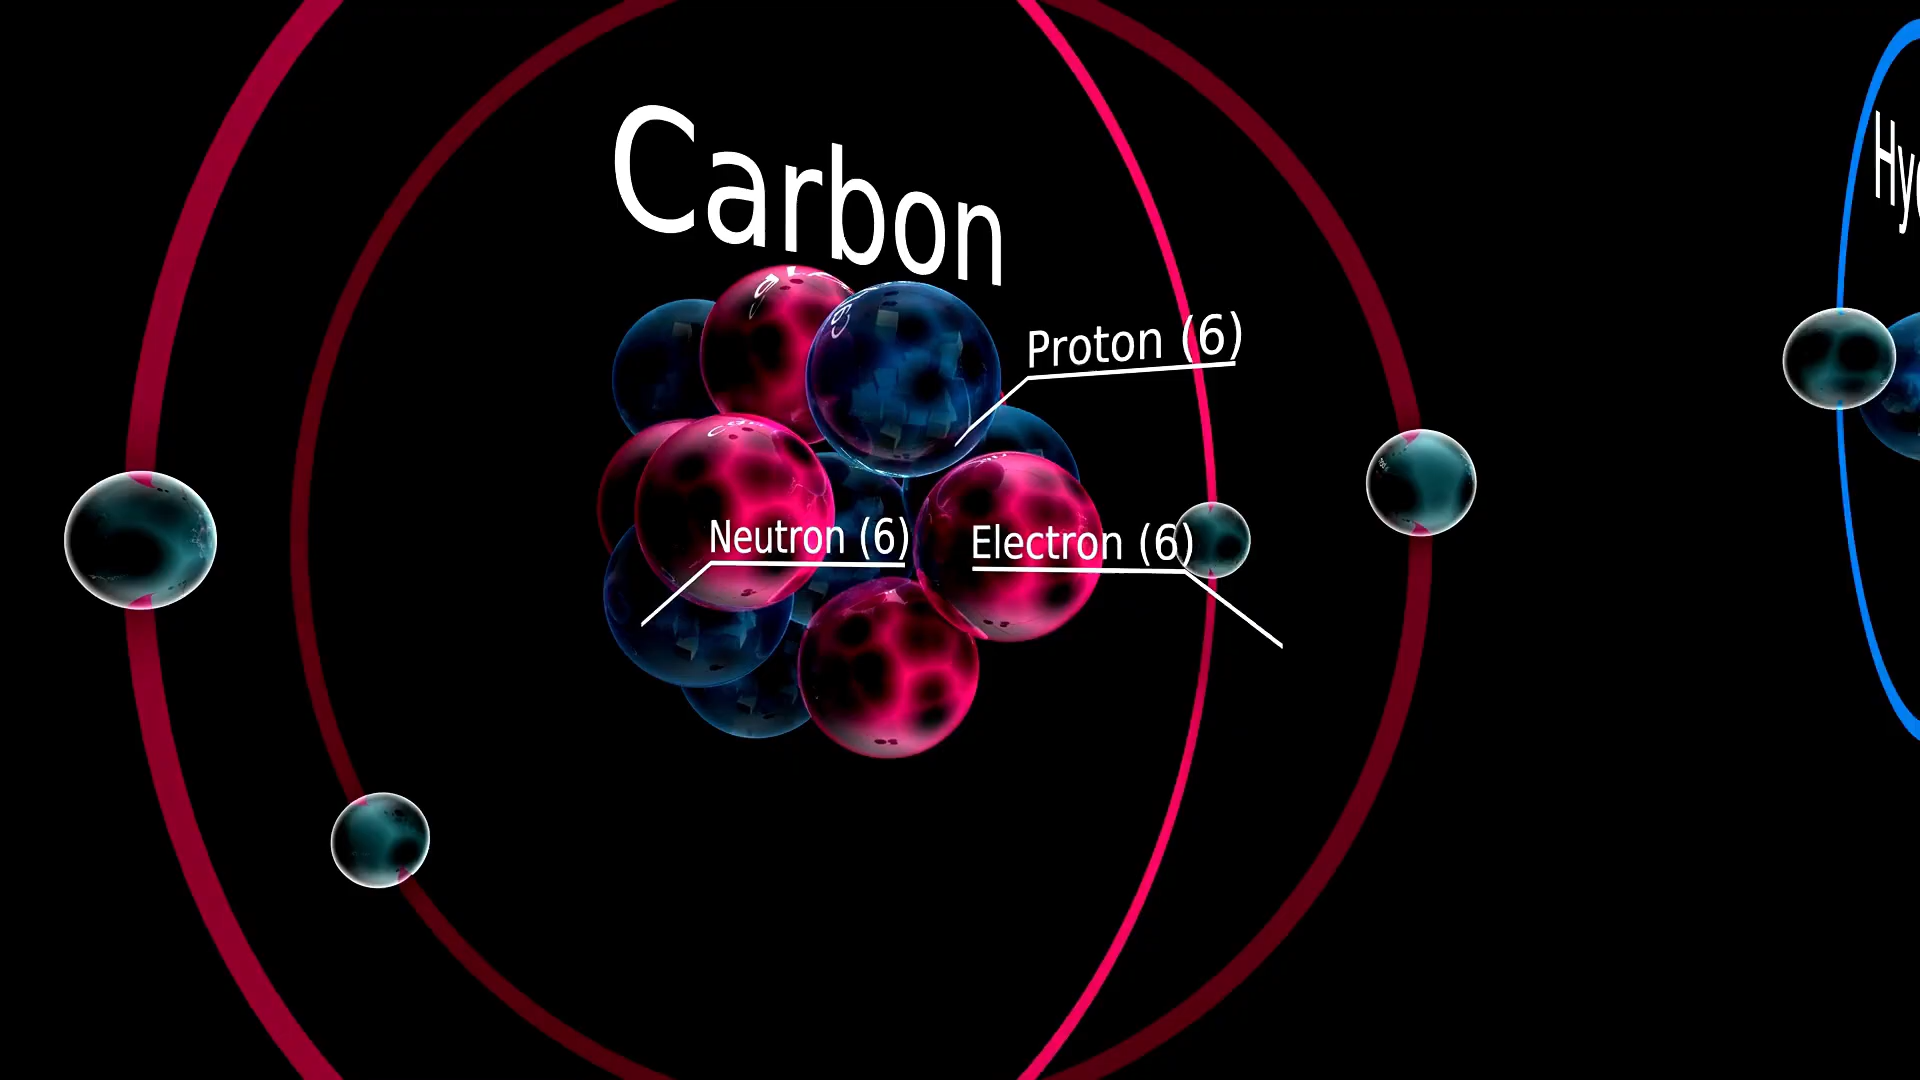 Carbon
Proton (6)
Neutron (6)
Electron (6)